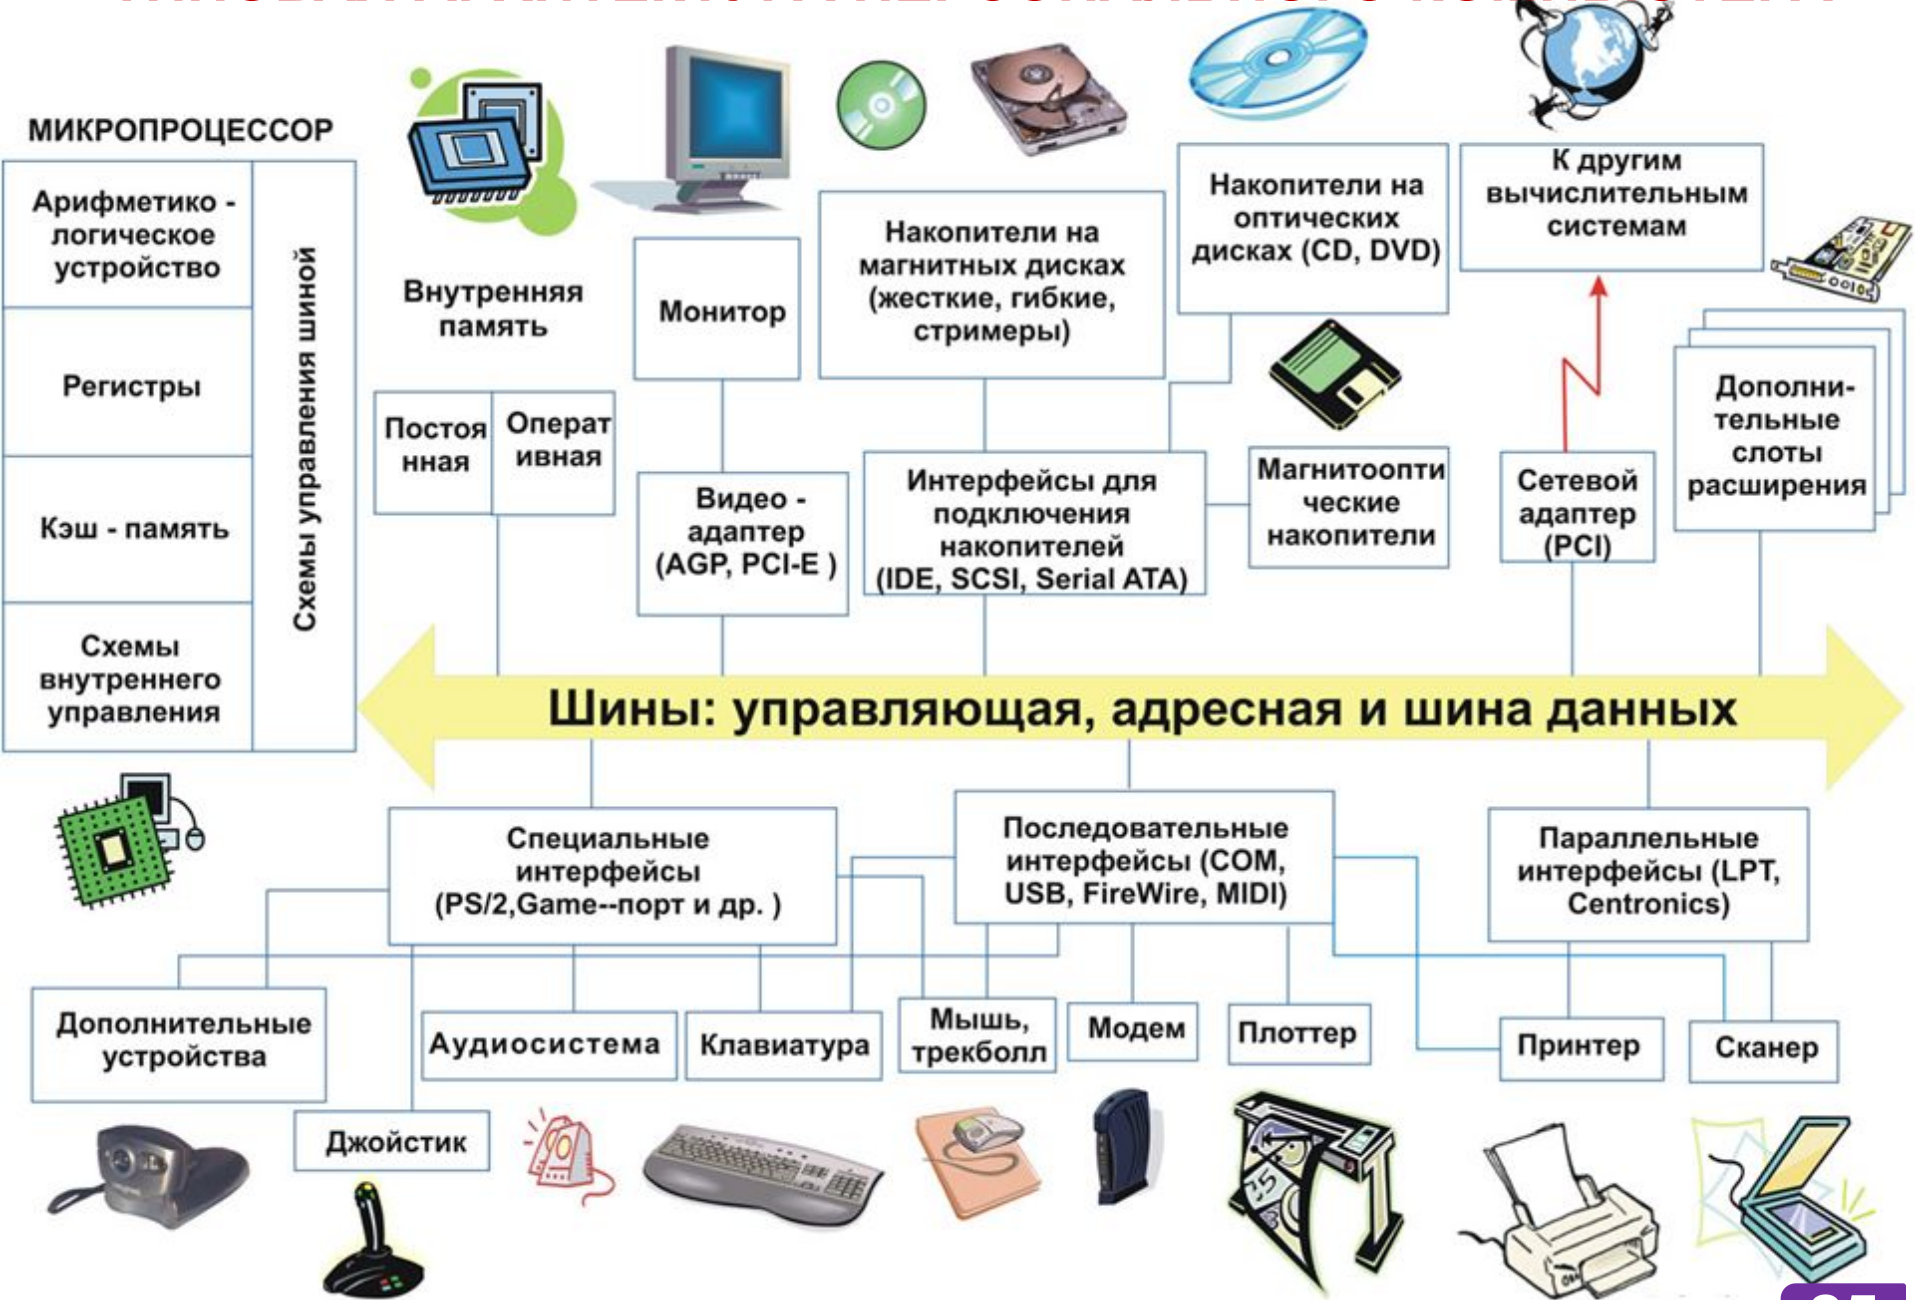 МИКРОПРОЦЕССОР
Арифметико -
логическое
устройство
Регистры
Кэш - память
Схемы
внутреннего
управления
Схемы управления шиной
Внутренняя
память
Постоя
нная
Операт
ивная
Монитор
Видео -
адаптер
(AGP, PCI-E )
Накопители на
магнитных дисках
(жесткие, гибкие,
стримеры)
Накопители на
оптических
дисках (CD, DVD)
Интерфейсы для
подключения
накопителей
(IDE, SCSI, Serial ATA)
Магнитоопти
ческие
накопители
К другим
вычислительным
системам
Сетевой
адаптер
(PCI)
Дополни-
тельные
слоты
расширения
Шины: управляющая, адресная и шина данных
Специальные
интерфейсы
(PS/2,Game--порт и др. )
Последовательные
интерфейсы (COM,
USB, FireWire, MIDI)
Параллельные
интерфейсы (LPT,
Centronics)
Дополнительные
устройства
Джойстик
Аудиосистема
Клавиатура
Мышь,
трекболл
Модем
Плоттер
Принтер
Сканер